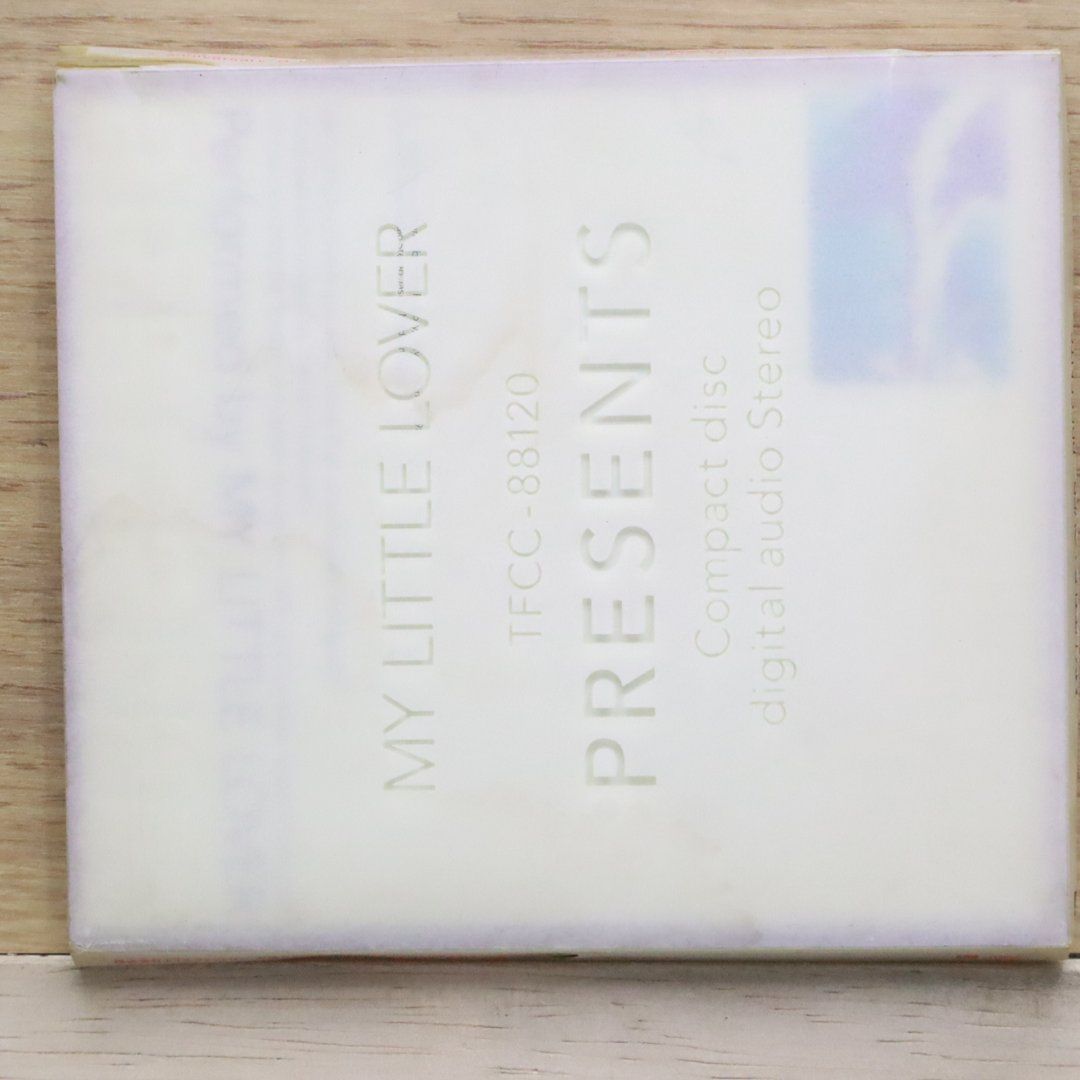 MY LITTLE LOVER
TFCC-88120
PRESENTS
Compact disc
digital audio Stereo